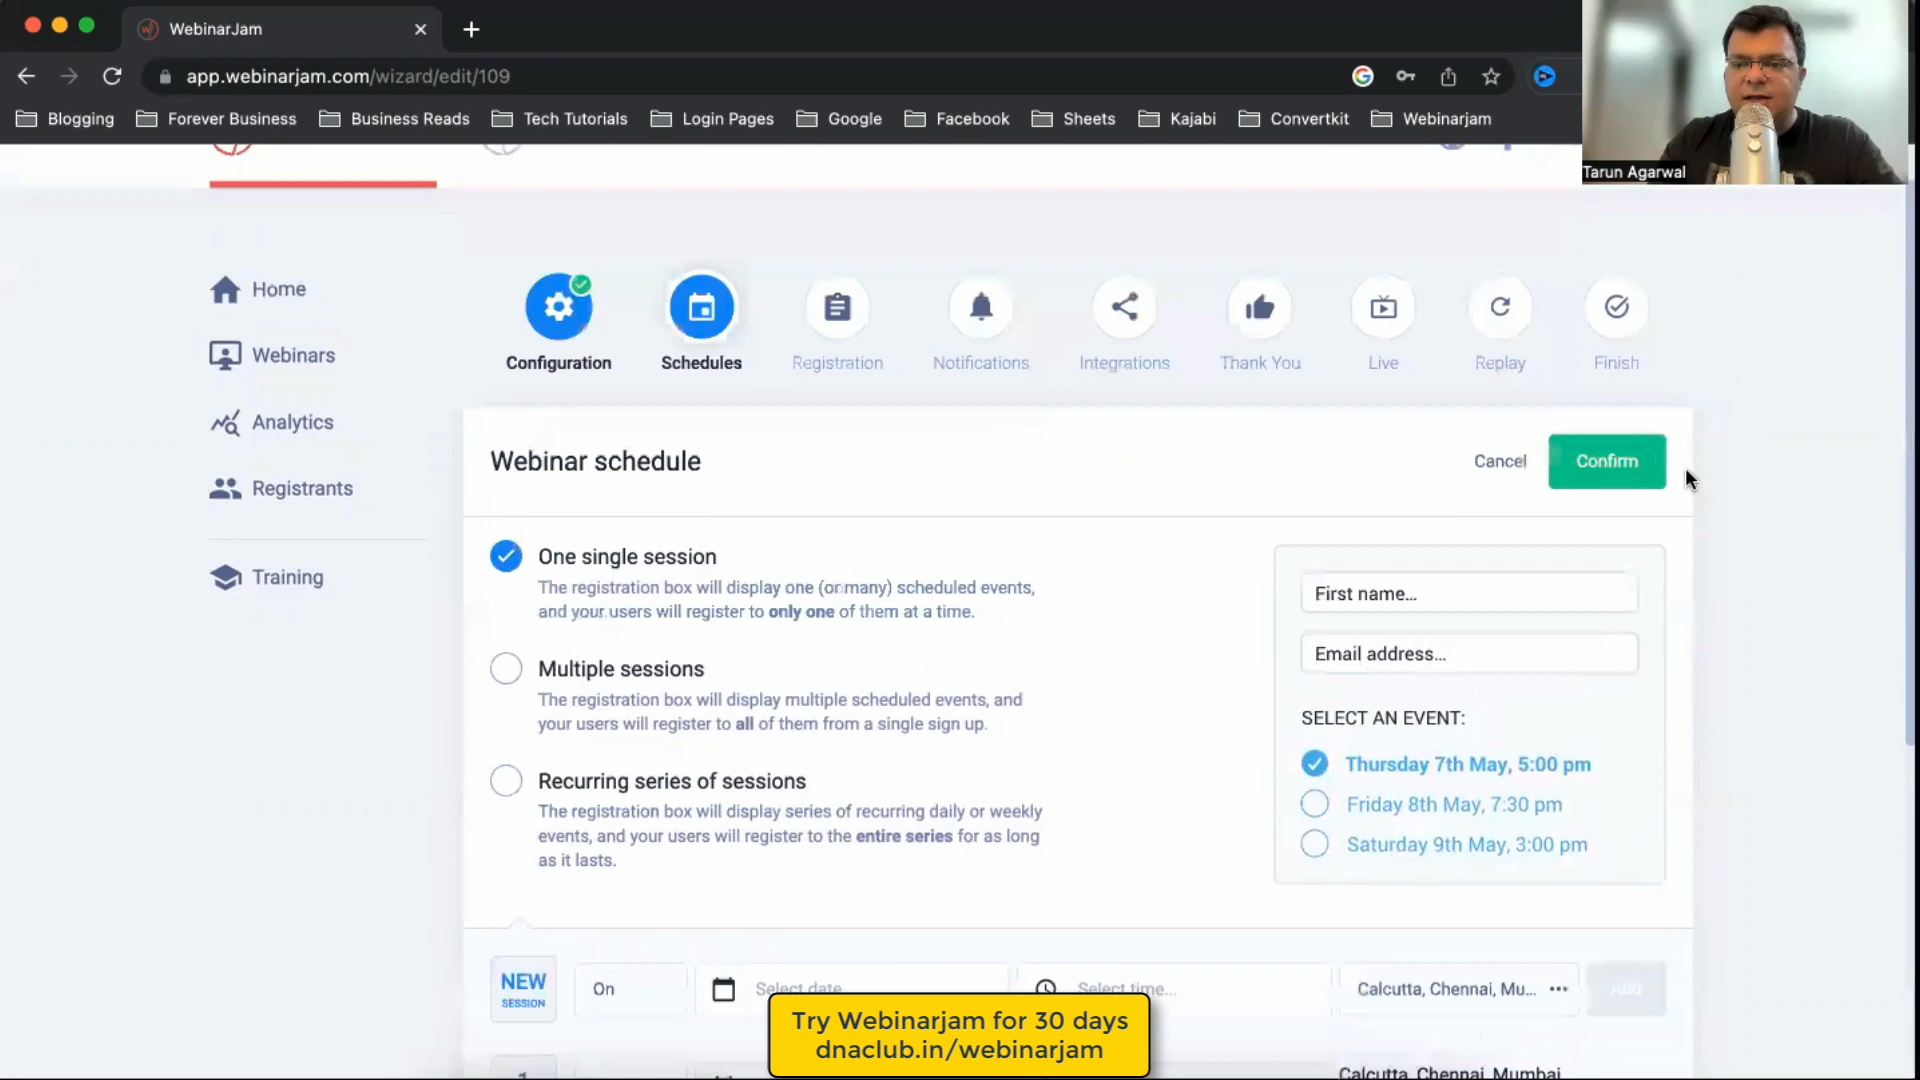 WebinarJam
app.webinarjam.com/wizard/edit/109
Blogging
Forever Business
Business Reads
Tech Tutorials
Login Pages
Google
Facebook
Sheets
Kajabi
Convertkit
Webinarjam
Tarun Agarwal
Home
Webinars
Analytics
Registrants
Training
Configuration
Schedules
Registration
Notifications
Integrations
Thank You
Live
Replay
Finish
Webinar schedule
Cancel
Confirm
One single session
The registration box will display one (or many) scheduled events,
and your users will register to only one of them at a time.
Multiple sessions
The registration box will display multiple scheduled events, and
your users will register to all of them from a single sign up.
Recurring series of sessions
The registration box will display series of recurring daily or weekly
events, and your users will register to the entire series for as long
as it lasts.
First name...
Email address...
SELECT AN EVENT:
Thursday 7th May, 5:00 pm
Friday 8th May, 7:30 pm
Saturday 9th May, 3:00 pm
NEW
SESSION
On
Select date
Select time...
Calcutta, Chennai, Mu...
Add
Try Webinarjam for 30 days
dnaclub.in/webinarjam
Calcutta, Chennai, Mumbai